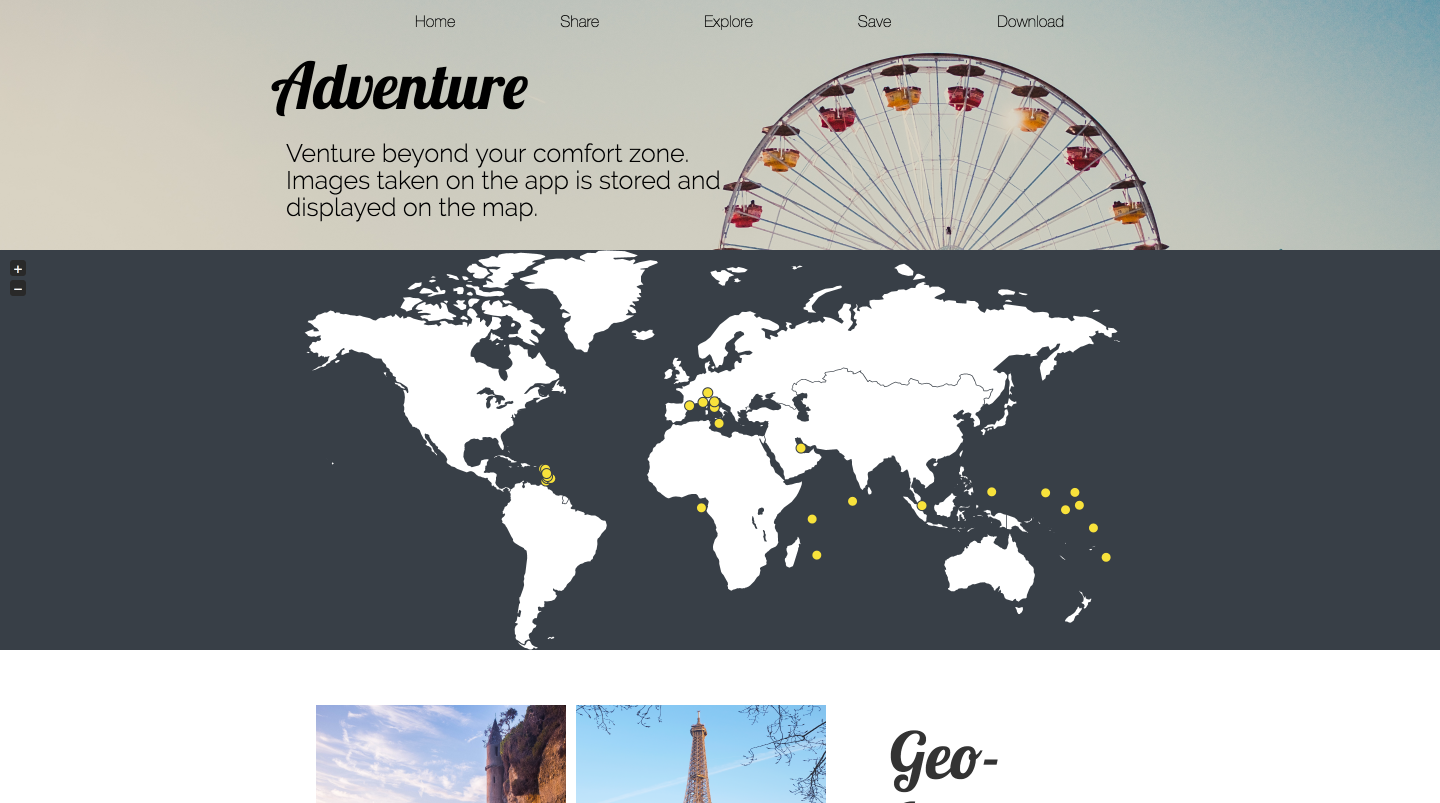 Home Share Explore Save Download
Adventure
Venture beyond your comfort zone.
Images taken on the app is stored and
displayed on the map.
+
−
Geo-